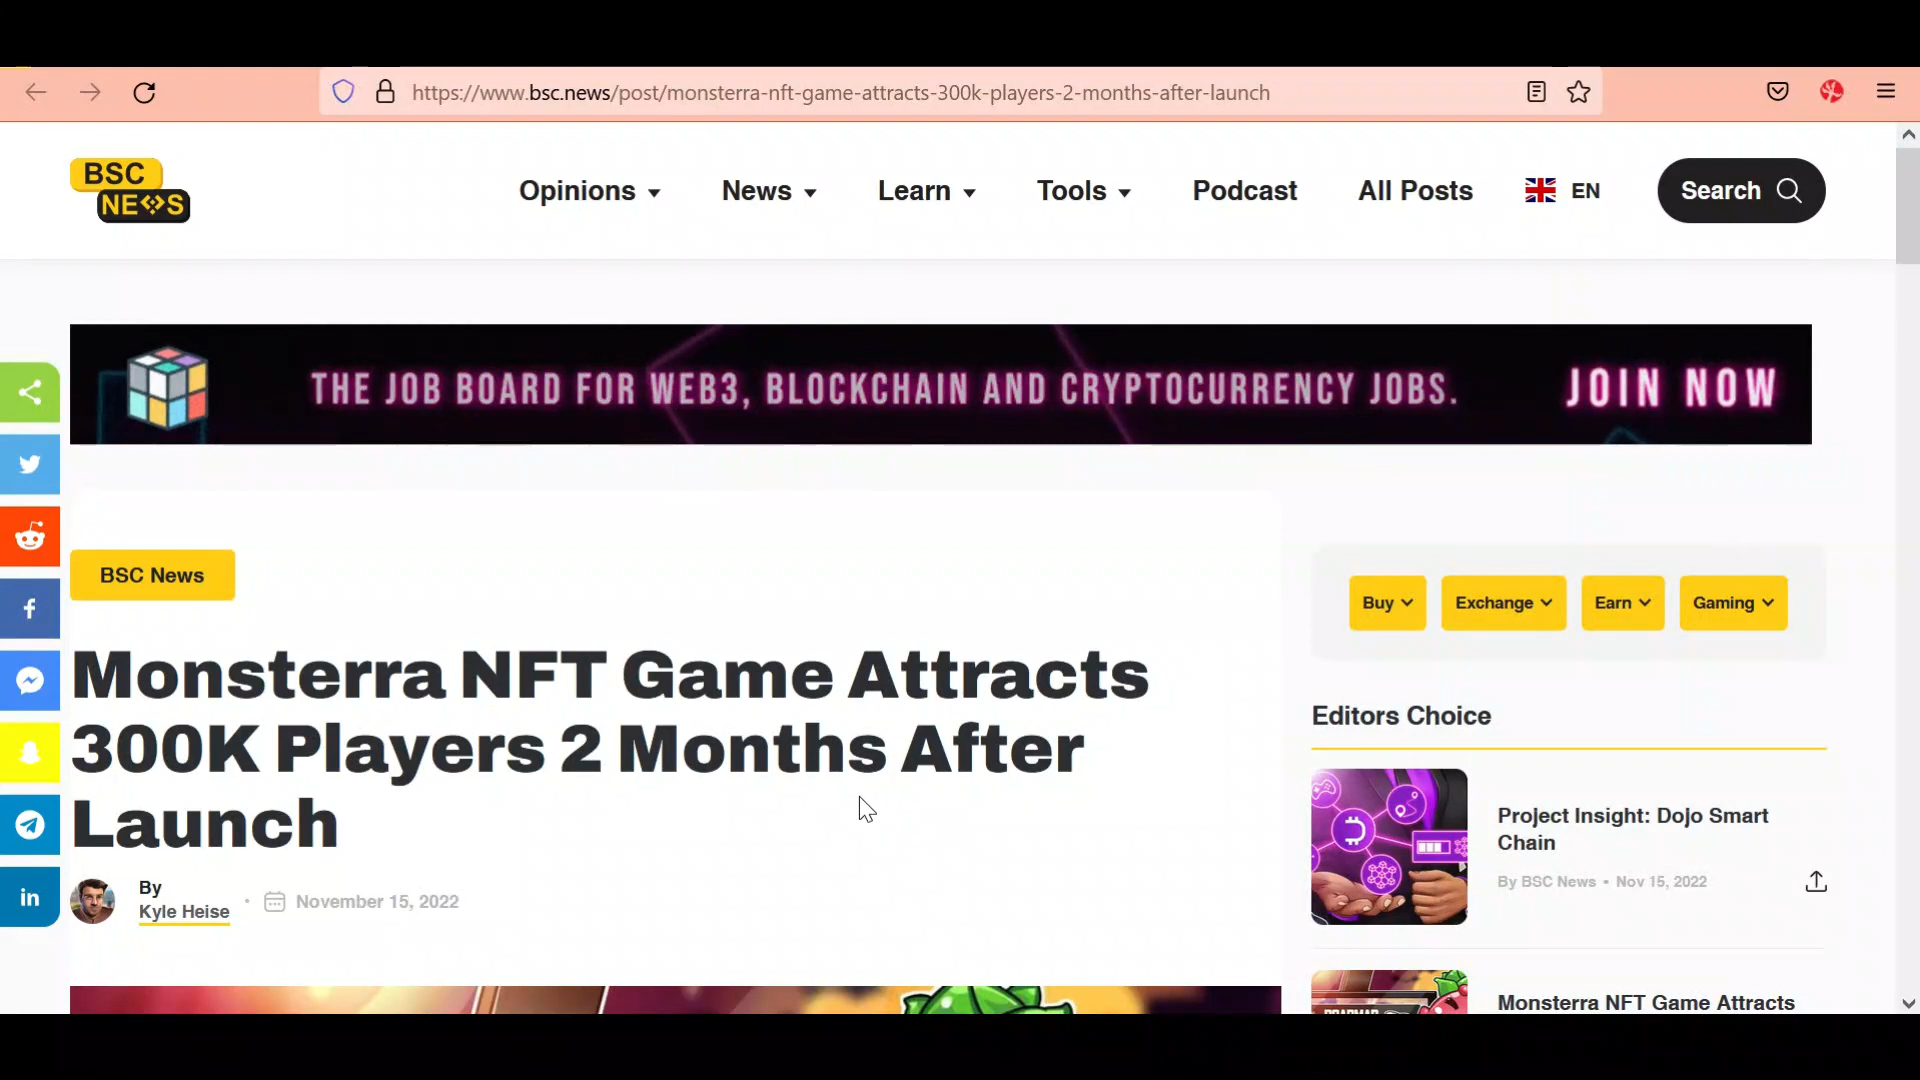 https://www.bsc.news/post/monsterra-nft-game-attracts-300k-players-2-months-after-launch
BSC
NEWS
Opinions
News
Learn
Tools
Podcast
All Posts
EN
Search
THE JOB BOARD FOR WEB3, BLOCKCHAIN AND CRYPTOCURRENCY JOBS.
JOIN NOW
BSC News
Monsterra NFT Game Attracts
300K Players 2 Months After
Launch
By
Kyle Heise
• November 15, 2022
Buy
Exchange
Earn
Gaming
Editors Choice
Project Insight: DoJo Smart
Chain
By BSC News • Nov 15, 2022
Monsterra NFT Game Attracts
ROADMAP
in